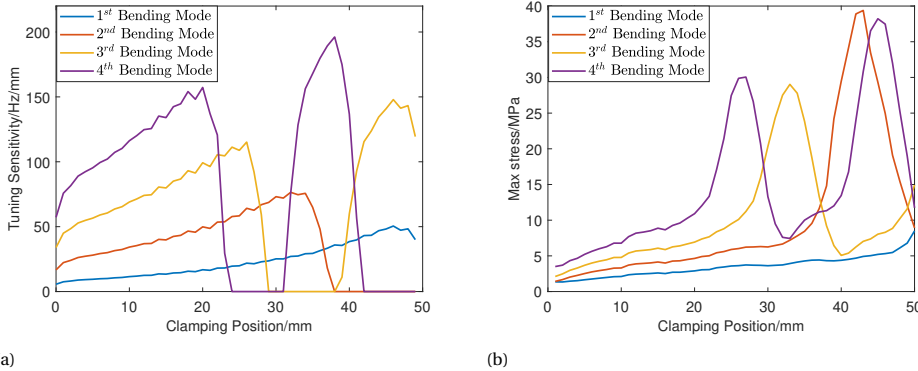 200
150
100
50
0
0
10
20
30
40
50
Tuning Sensitivity/Hz/mm
Clamping Position/mm
1st Bending Mode
2nd Bending Mode
3rd Bending Mode
4th Bending Mode
a)
40
35
30
25
20
15
10
5
0
0
10
20
30
40
50
Max stress/MPa
Clamping Position/mm
1st Bending Mode
2nd Bending Mode
3rd Bending Mode
4th Bending Mode
(b)